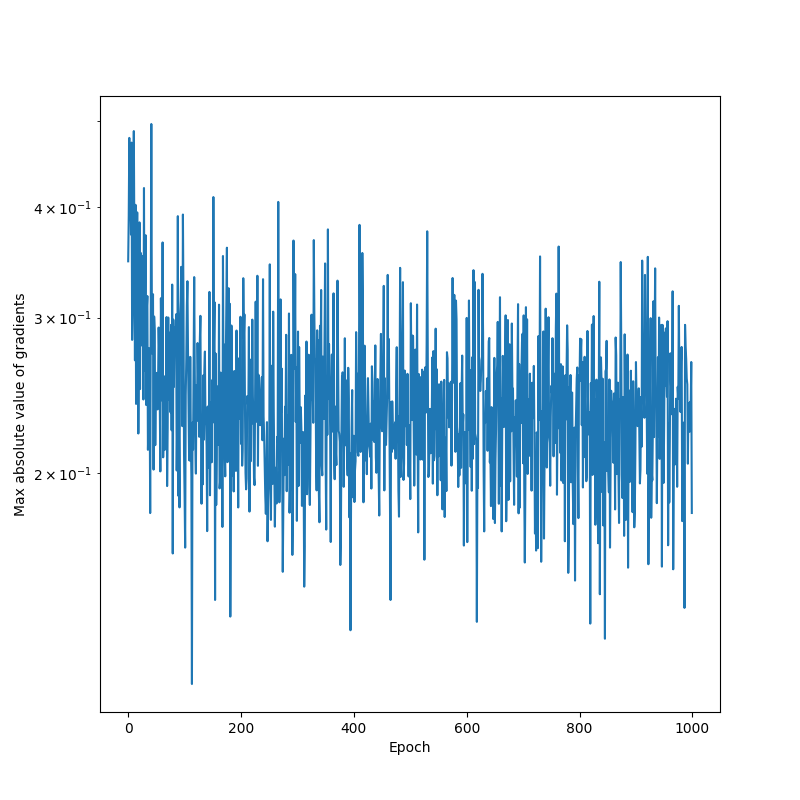 Max absolute value of gradients
4 × 10⁻¹
3 × 10⁻¹
2 × 10⁻¹
0 200 400 600 800 1000
Epoch